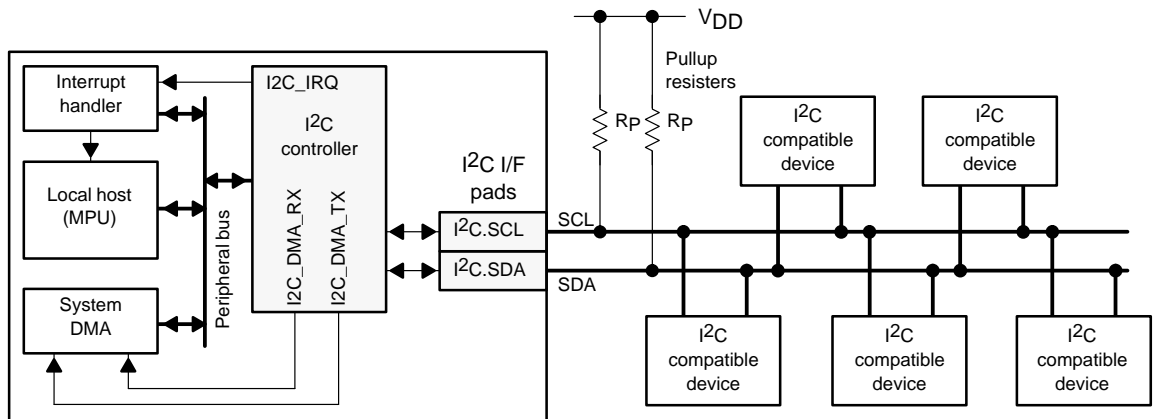 VDD
Pullup
resisters
RP
RP
Interrupt
handler
I2C_IRQ
I2C
controller
Local host
(MPU)
Peripheral bus
I2C_DMA_RX
I2C_DMA_TX
System
DMA
I2C I/F
pads
I2C.SCL
I2C.SDA
SCL
SDA
I2C
compatible
device
I2C
compatible
device
I2C
compatible
device
I2C
compatible
device
I2C
compatible
device